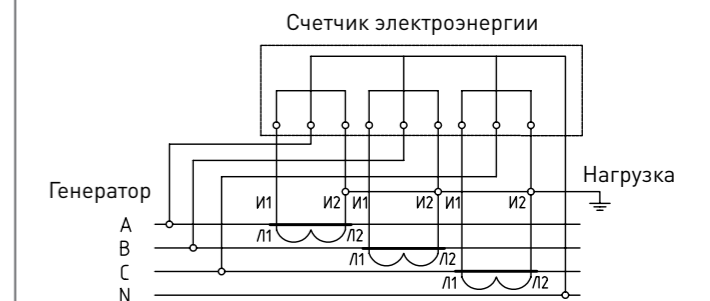 Счетчик электроэнергии
Генератор
Нагрузка
И1 И2 И1 И2 И1 И2
A
Л1 Л2
B
Л1 Л2
C
Л1 Л2
N